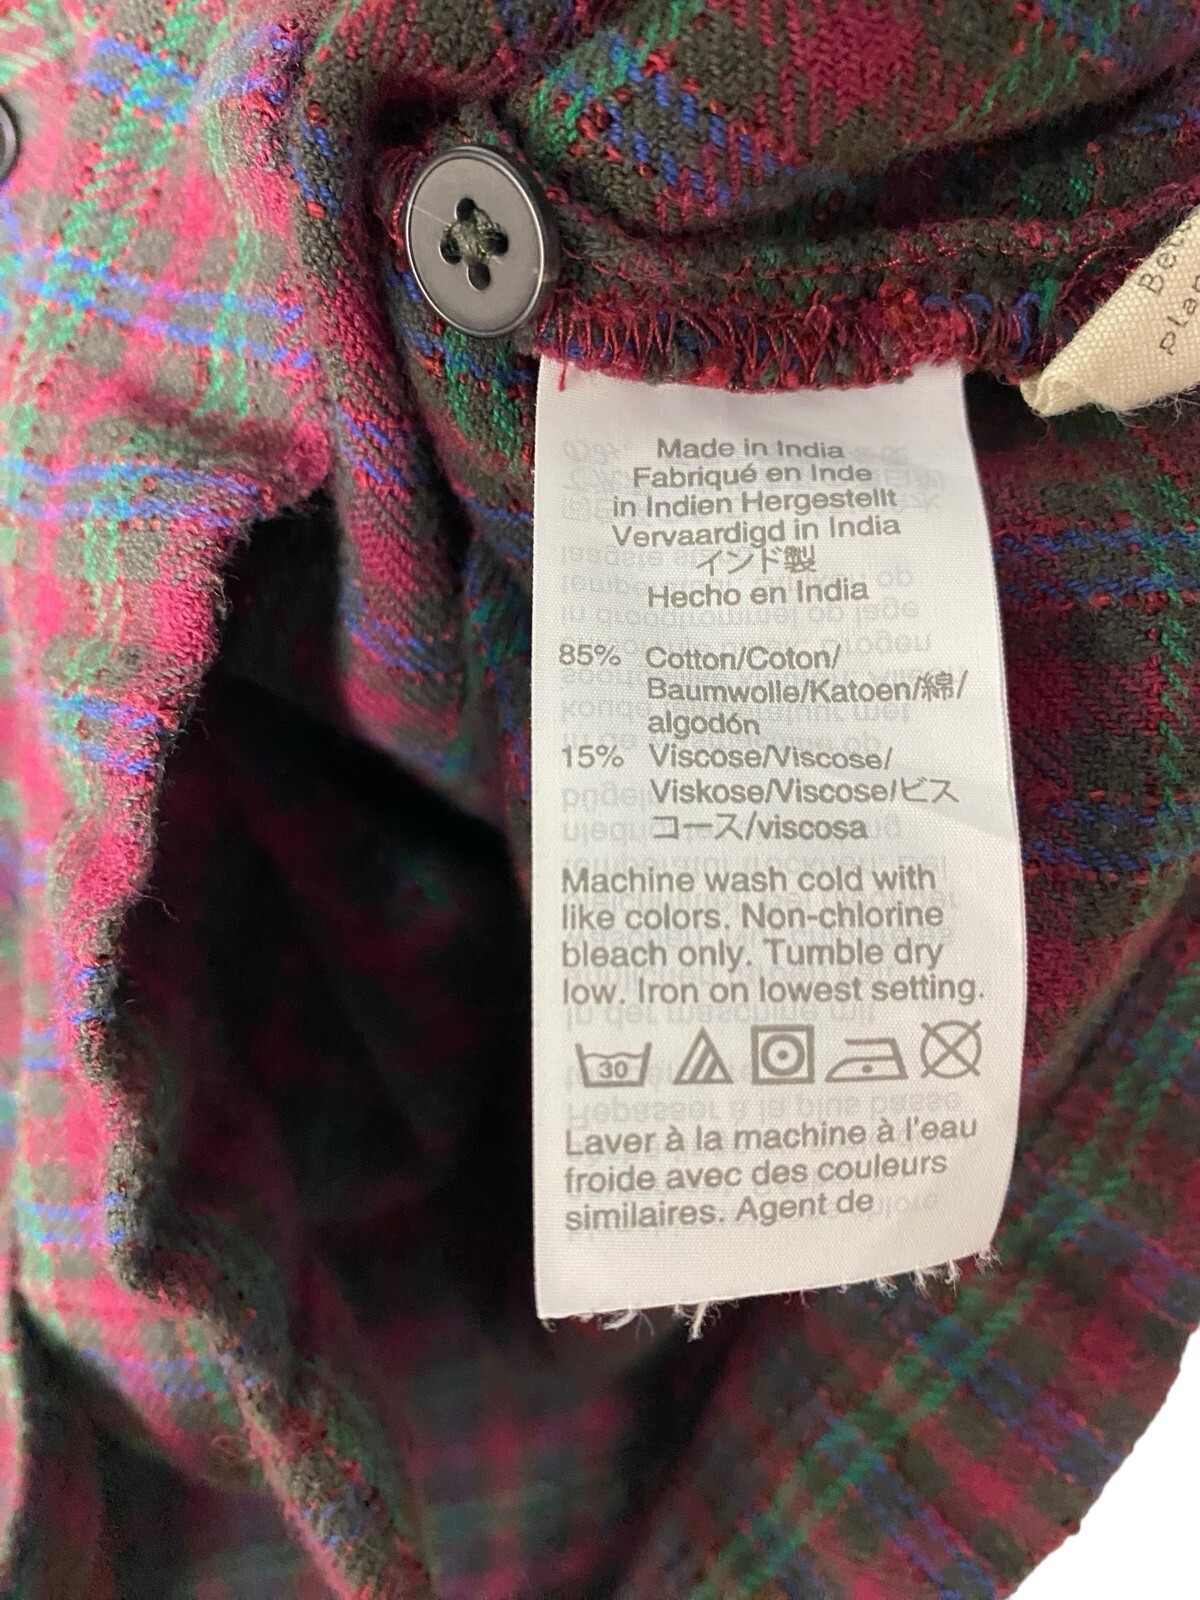 Made in India
Fabriqué en Inde
in Indien Hergestellt
Vervaardigd in India
インド製
Hecho en India
85% Cotton/Coton/
Baumwolle/Katoen/綿/
algodón
15% Viscose/Viscose/
Viskose/Viscose/ビス
コース/viscosa
Machine wash cold with
like colors. Non-chlorine
bleach only. Tumble dry
low. Iron on lowest setting.
30
Laver à la machine à l'eau
froide avec des couleurs
similaires. Agent de